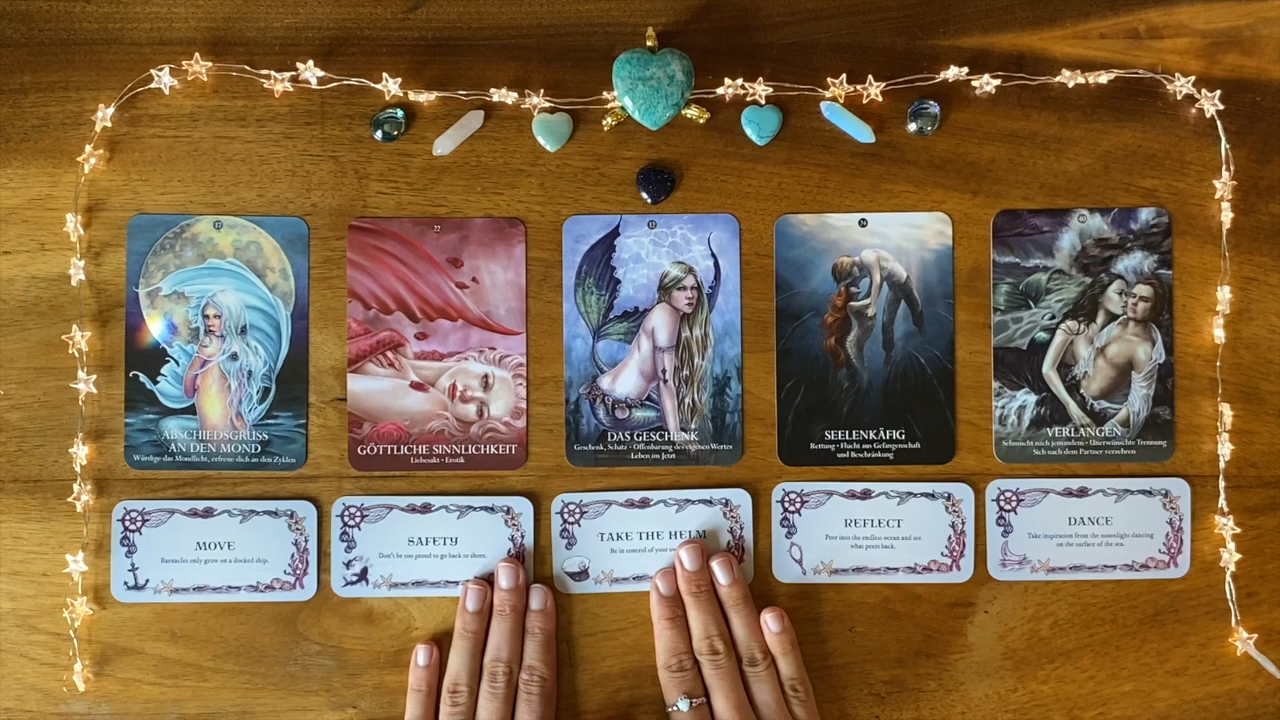 17
ABSCHIEDSGRUSS
AN DEN MOND
Würdige das Mondlicht, erfreue dich an den Zyklen
22
GÖTTLICHE SINNLICHKEIT
Liebesakt • Erotik
12
DAS GESCHENK
Geschenk, Schatz • Offenbarung des eigenen Wertes
Leben im Jetzt
24
SEELENKÄFIG
Rettung • Flucht aus Gefangenschaft
und Beschränkung
40
VERLANGEN
Sehnsucht nach jemandem • Unerwünschte Trennung
Sich nach dem Partner verzehren
MOVE
Barnacles only grow on a docked ship.
SAFETY
Don't be too proud to go back to shore.
TAKE THE HELM
Be in control of your
REFLECT
Peer into the endless ocean and see
what peers back.
DANCE
Take inspiration from the moonlight dancing
on the surface of the sea.